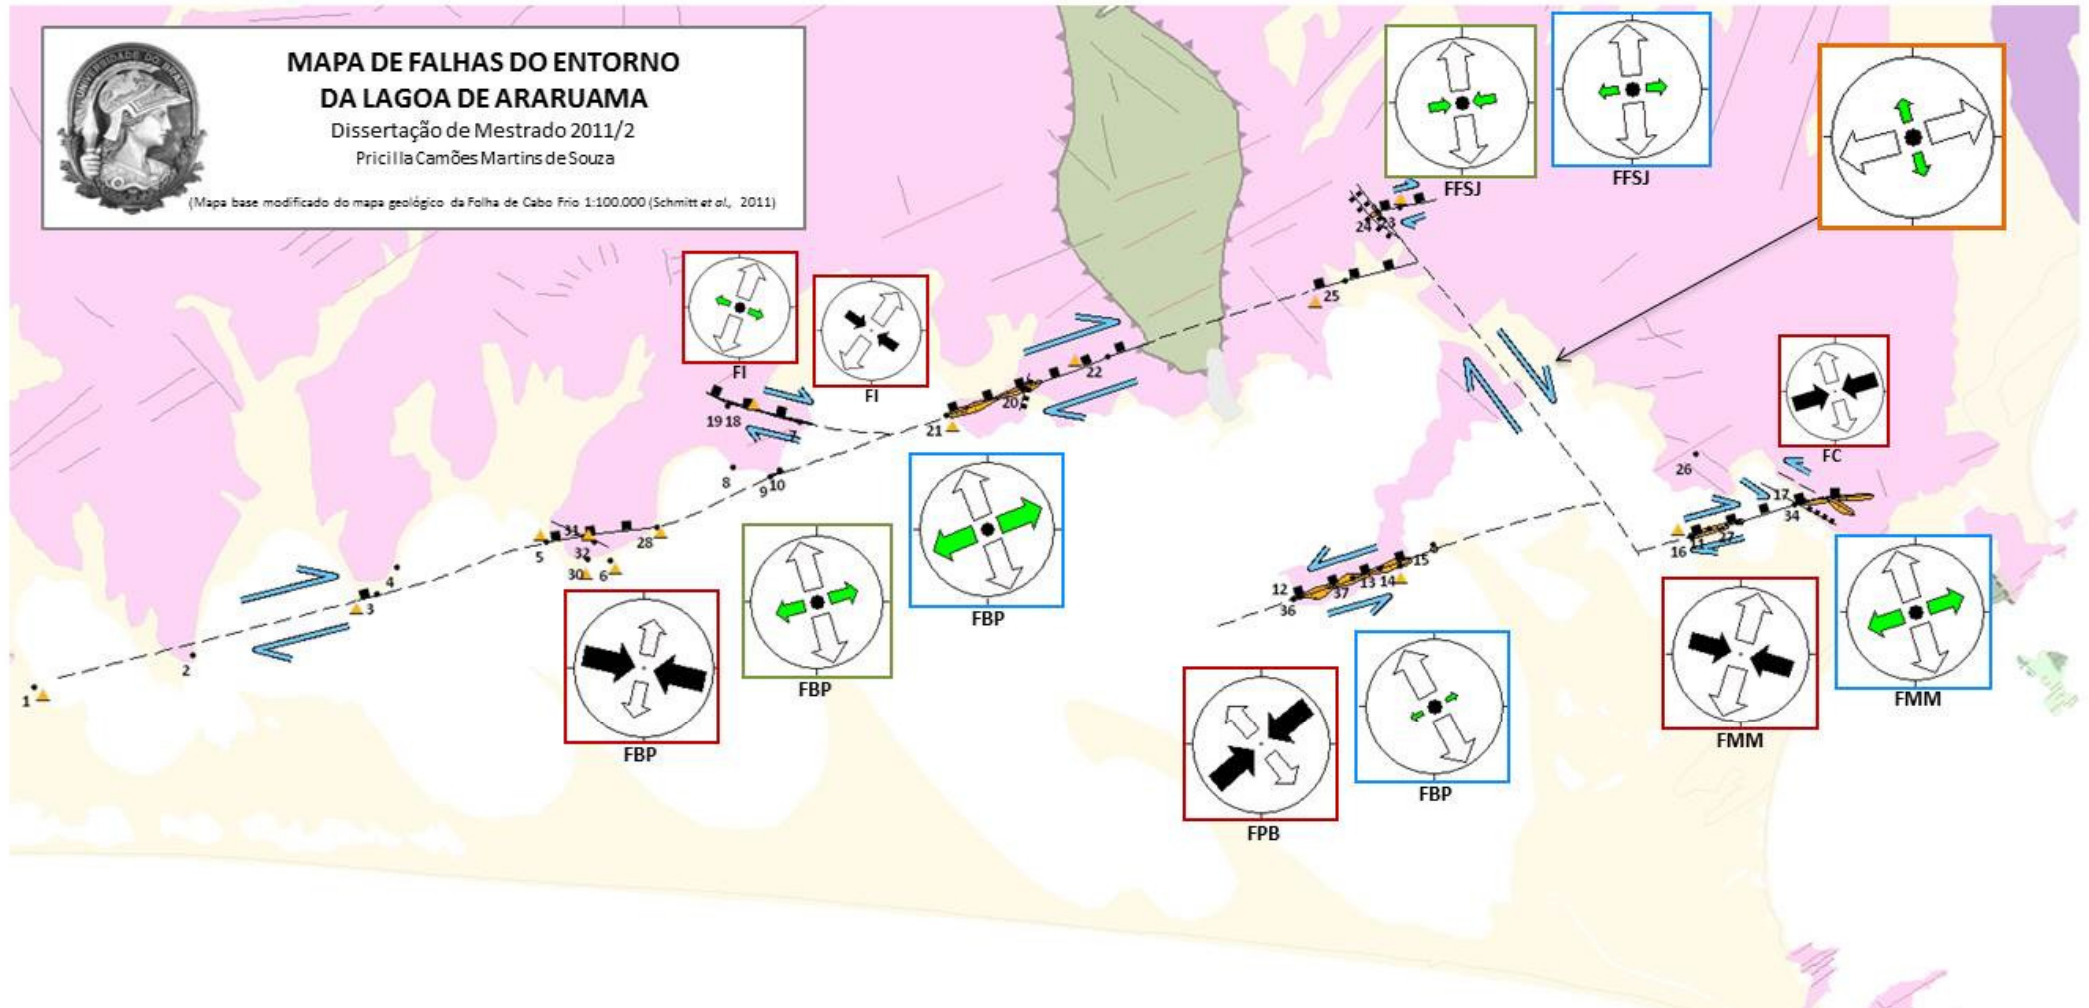 MAPA DE FALHAS DO ENTORNO
DA LAGOA DE ARARUAMA
Dissertação de Mestrado 2011/2
Pricilla Camões Martins de Souza
(Mapa base modificado do mapa geológico da Folha de Cabo Frio 1:100.000 (Schmitt et al., 2011)
FFSJ
FFSJ
24
25
FI
FI
22
20
19 18
7
21
FC
8
9
10
26
17
34
31
5
32
28
30
6
16
27
FBP
4
3
15
12
13
14
37
36
FBP
FMM
2
1
FBP
FMM
FBP
FPB